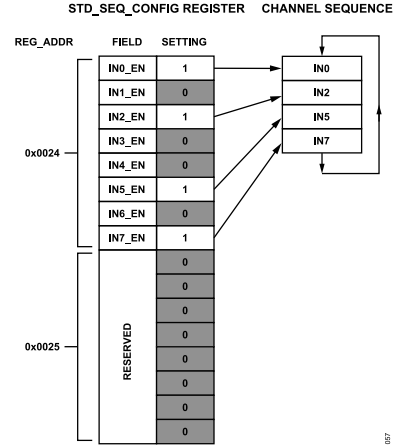 STD_SEQ_CONFIG REGISTER CHANNEL SEQUENCE
REG_ADDR FIELD SETTING
IN0_EN 1 IN0
IN1_EN 0 IN2
IN2_EN 1 IN5
IN3_EN 0 IN7
0x0024
IN4_EN 0
IN5_EN 1
IN6_EN 0
IN7_EN 1
0
0
0
0x0025 RESERVED 0
0
0
0
0
057